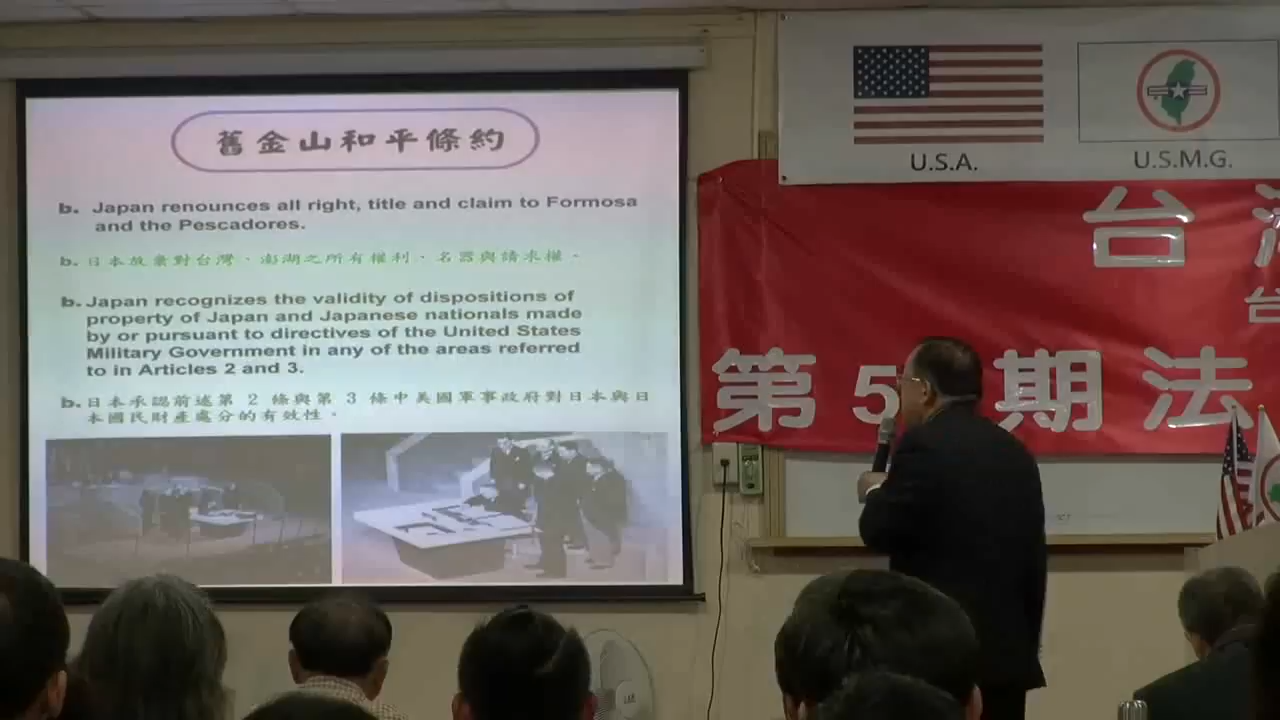 舊金山和平條約
b. Japan renounces all right, title and claim to Formosa
and the Pescadores.
b. 日本放棄對台灣、澎湖之所有權利、名器與請求權。
b. Japan recognizes the validity of dispositions of
property of Japan and Japanese nationals made
by or pursuant to directives of the United States
Military Government in any of the areas referred
to in Articles 2 and 3.
b. 日本承認前述第 2 條與第 3 條中美國軍事政府對日本與日
本國民財產處分的有效性。
U.S.A.
U.S.M.G.
台
台
第 5 期 法